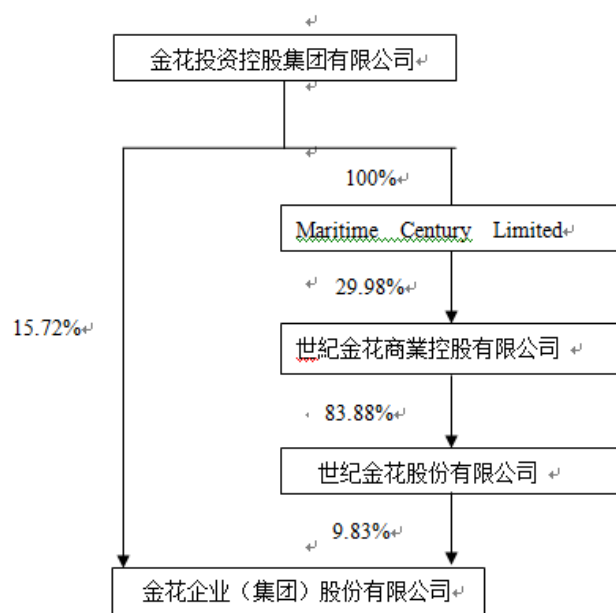 金花投资控股集团有限公司
100%
Maritime Century Limited
29.98%
15.72%
世紀金花商業控股有限公司
83.88%
世纪金花股份有限公司
9.83%
金花企业（集团）股份有限公司